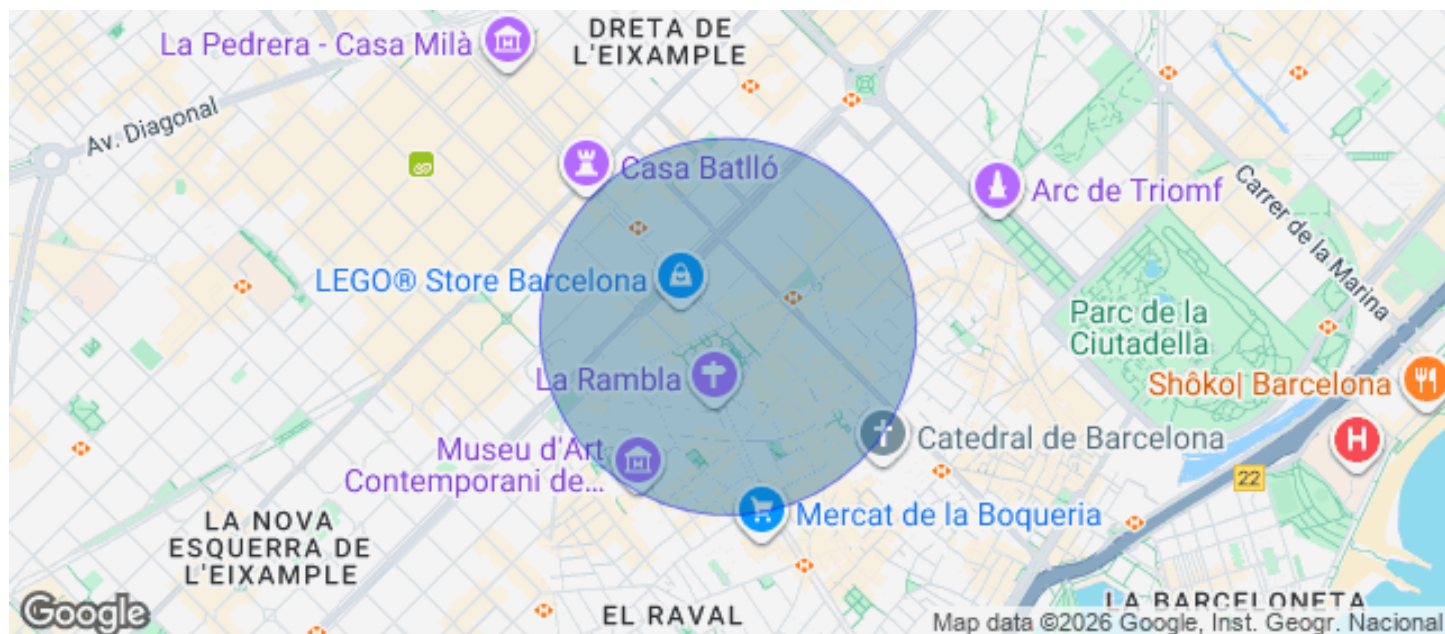 DRETA DE
L'EIXAMPLE
La Pedrera - Casa Milà
Av. Diagonal
Casa Batlló
Arc de Triomf
Carrer de la Marina
LEGO® Store Barcelona
Parc de la
Ciutadella
La Rambla
Shôko| Barcelona
H
Catedral de Barcelona
Museu d'Art
Contemporani de...
22
Mercat de la Boqueria
LA NOVA
ESQUERRA DE
L'EIXAMPLE
EL RAVAL
LA BARCELONETA
Google
Map data ©2026 Google, Inst. Geogr. Nacional